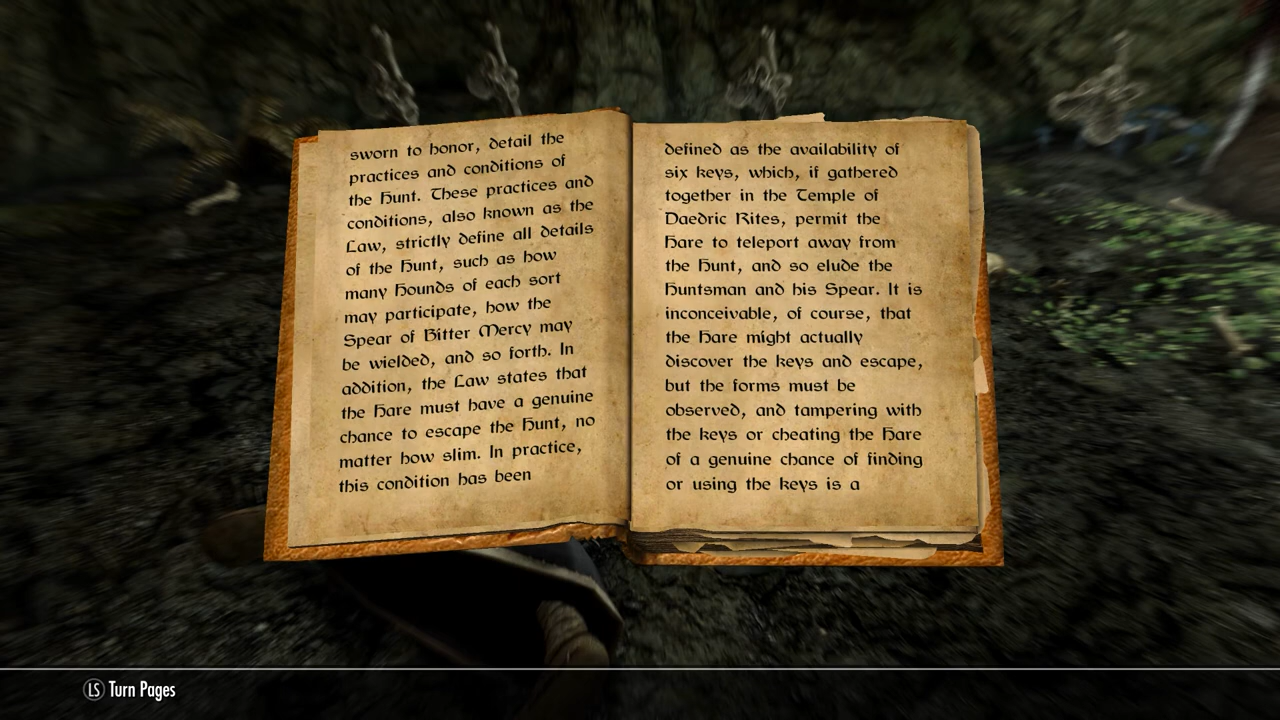 sworn to honor, detail the
practices and conditions of
the Hunt. These practices and
conditions, also known as the
Law, strictly define all details
of the Hunt, such as how
many Hounds of each sort
may participate, how the
Spear of Bitter Mercy may
be wielded, and so forth. In
addition, the Law states that
the Hare must have a genuine
chance to escape the Hunt, no
matter how slim. In practice,
this condition has been
defined as the availability of
six keys, which, if gathered
together in the Temple of
Daedric Rites, permit the
Hare to teleport away from
the Hunt, and so elude the
Huntsman and his Spear. It is
inconceivable, of course, that
the Hare might actually
discover the keys and escape,
but the forms must be
observed, and tampering with
the keys or cheating the Hare
of a genuine chance of finding
or using the keys is a
LS Turn Pages